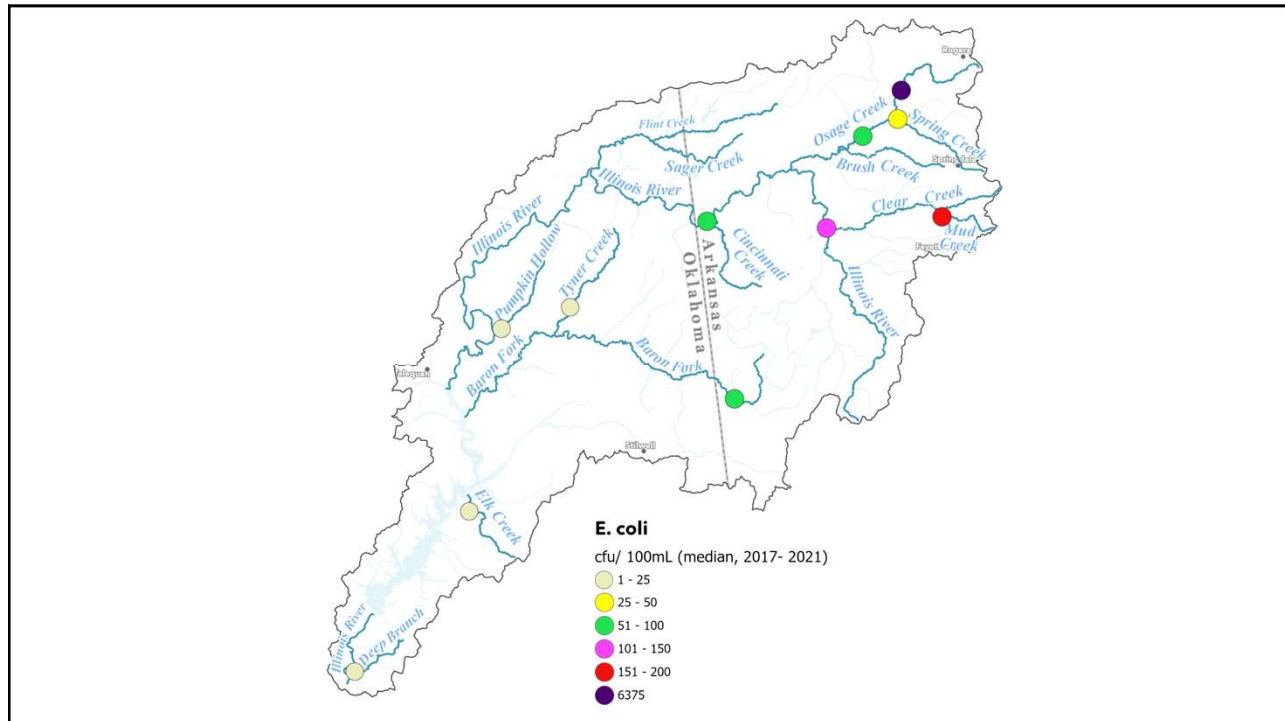 Rogers
Osage Creek
Spring Creek
Flint Creek
Sager Creek
Brush Creek
Springdale
Illinois River
Clear Creek
Mud
Creek
Illinois River
Pumpkin Hollow
Tyner Creek
Cincinnati
Creek
Arkansas
Oklahoma
Illinois River
Baron Fork
Baron Fork
Stilwell
Elk Creek
Illinois River
Deep Branch
E. coli
cfu/ 100mL (median, 2017- 2021)
1 - 25
25 - 50
51 - 100
101 - 150
151 - 200
6375